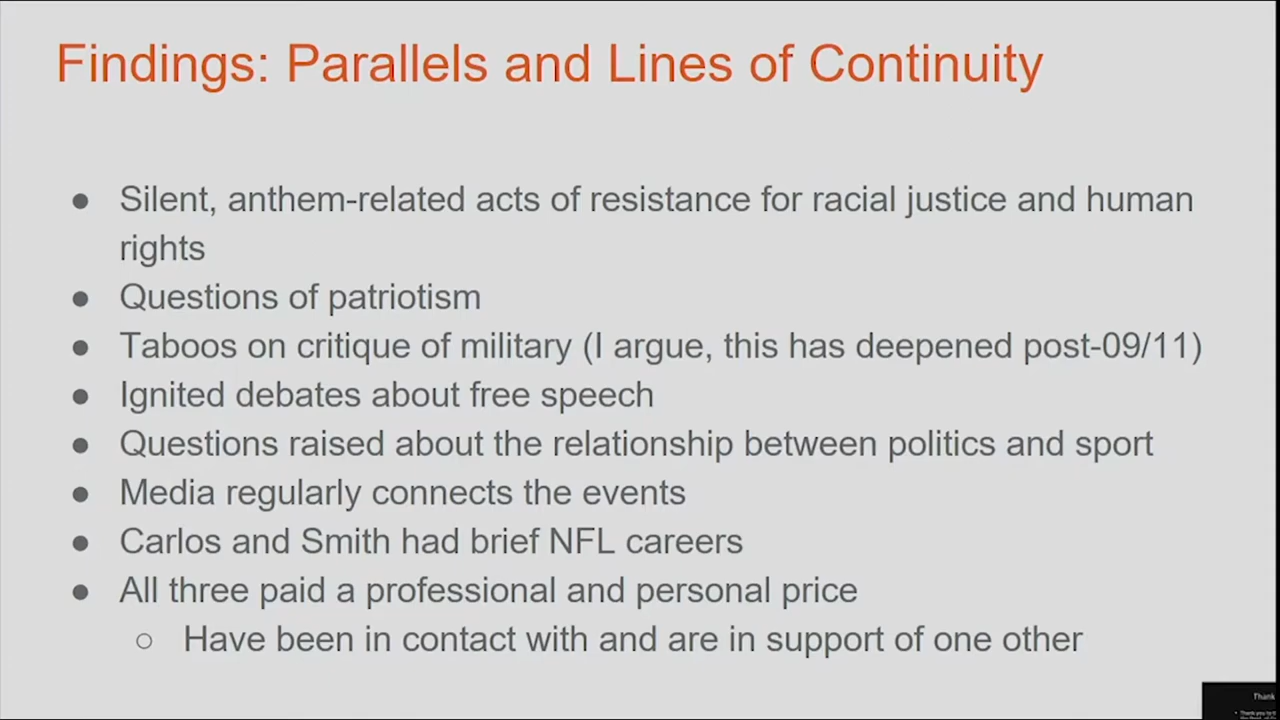 Findings: Parallels and Lines of Continuity
● Silent, anthem-related acts of resistance for racial justice and human
rights
● Questions of patriotism
● Taboos on critique of military (I argue, this has deepened post-09/11)
● Ignited debates about free speech
● Questions raised about the relationship between politics and sport
● Media regularly connects the events
● Carlos and Smith had brief NFL careers
● All three paid a professional and personal price
○ Have been in contact with and are in support of one other
Thank